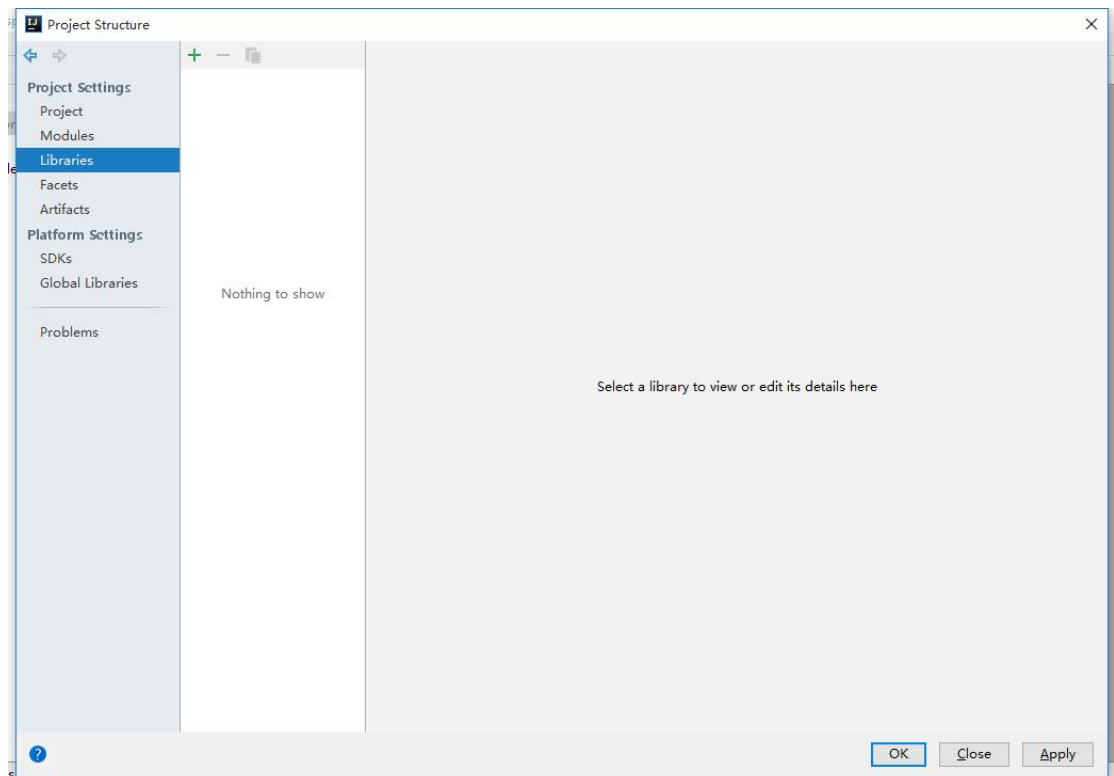 Project Structure
Project Settings
Project
Modules
Libraries
Facets
Artifacts
Platform Settings
SDKs
Global Libraries
Problems
Nothing to show
Select a library to view or edit its details here
OK
Close
Apply